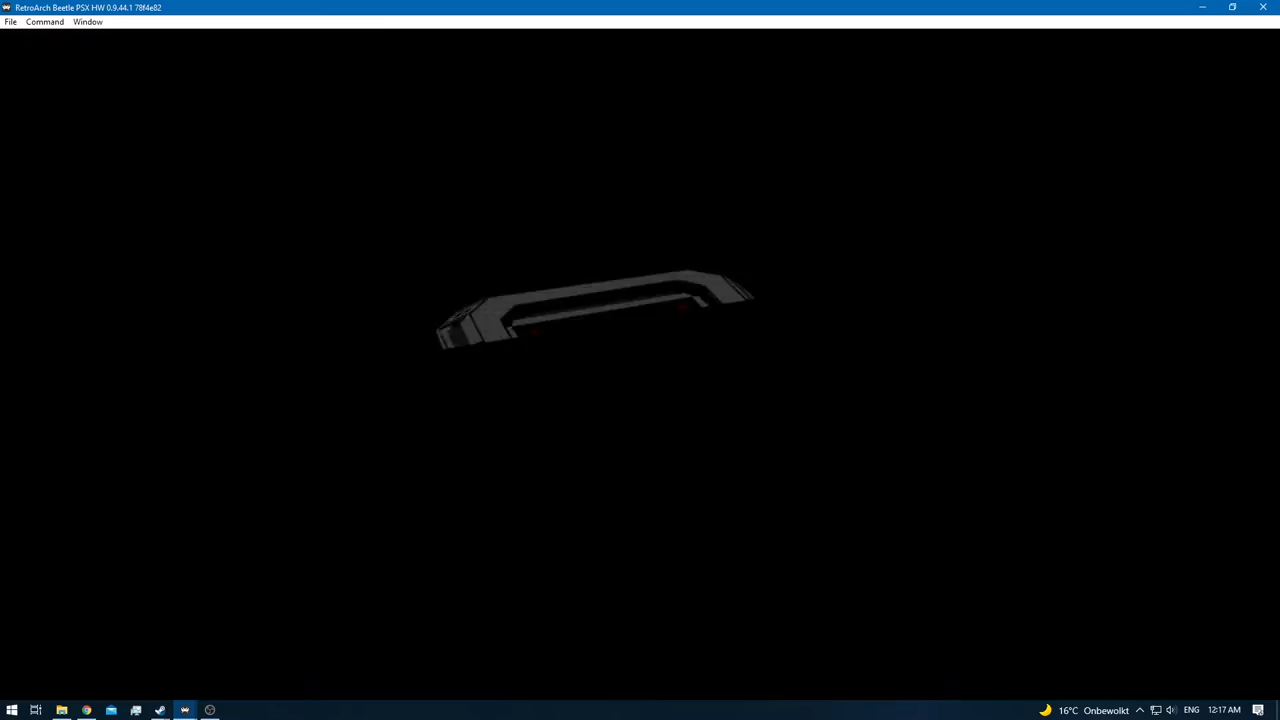 RetroArch Beetle PSX HW 0.9.44.1 78f4e82
File Command Window
16°C Onbewolkt ENG 12:17 AM